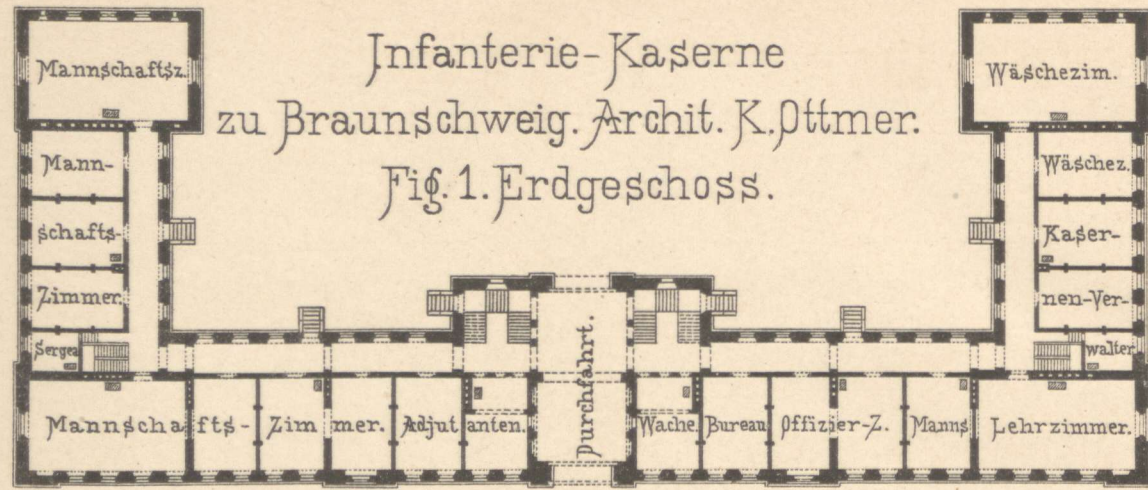 Infanterie-Kaserne
zu Braunschweig. Archit. K. Ottmer.
Fig. 1. Erdgeschoss.
Mannschaftsz.
Mann-
schafts-
Zimmer.
Sergea
Mannschafts-Zimmer.
Adjutanten.
Durchfahrt.
Wache.
Bureau
Offizier-Z.
Manns
Lehrzimmer.
Wäschezim.
Wäschez.
Kaser-
nen-Ver-
walter